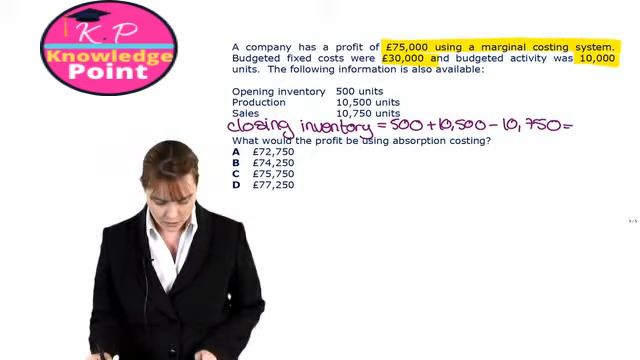 K.P
Knowledge
Point
A company has a profit of £75,000 using a marginal costing system.
Budgeted fixed costs were £30,000 and budgeted activity was 10,000
units. The following information is also available:
Opening inventory 500 units
Production 10,500 units
Sales 10,750 units
closing inventory = 500 + 10,500 - 10,750 =
What would the profit be using absorption costing?
A £72,750
B £74,250
C £75,750
D £77,250